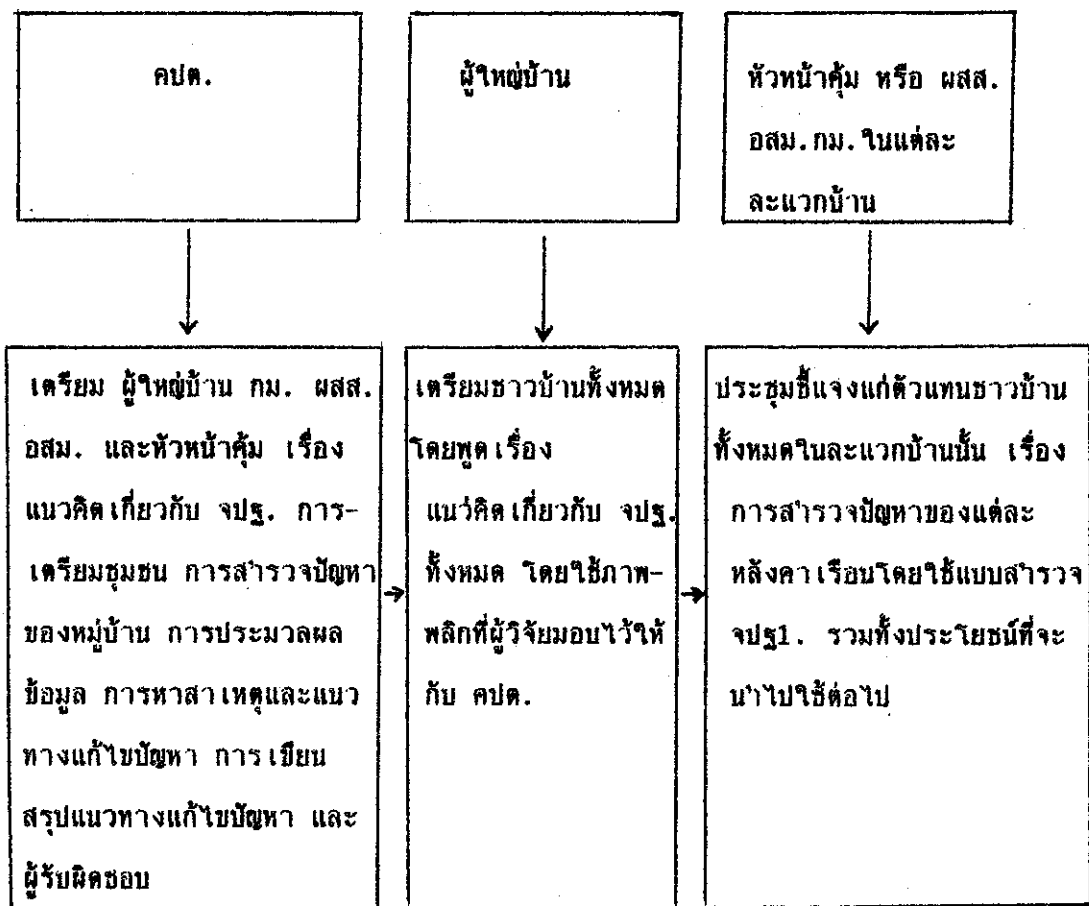 คปต.
ผู้ใหญ่บ้าน
หัวหน้าคุ้ม หรือ ผสส.
อสม.กม.ในแต่ละ
ละแวกบ้าน
เตรียม ผู้ใหญ่บ้าน กม. ผสส.
อสม. และหัวหน้าคุ้ม เรื่อง
แนวคิดเกี่ยวกับ จปฐ. การ-
เตรียมชุมชน การสำรวจปัญหา
ของหมู่บ้าน การประมวลผล
ข้อมูล การหาสาเหตุและแนว
ทางแก้ไขปัญหา การเขียน
สรุปแนวทางแก้ไขปัญหา และ
ผู้รับผิดชอบ
เตรียมชาวบ้านทั้งหมด
โดยพูดเรื่อง
แนวคิดเกี่ยวกับ จปฐ.
ทั้งหมด โดยใช้ภาพ-
พลิกที่ผู้วิจัยมอบไว้ให้
กับ คปต.
ประชุมชี้แจงแก่ตัวแทนชาวบ้าน
ทั้งหมดในละแวกบ้านนั้น เรื่อง
การสำรวจปัญหาของแต่ละ
หลังคาเรือนโดยใช้แบบสำรวจ
จปฐ1. รวมทั้งประโยชน์ที่จะ
นำไปใช้ต่อไป